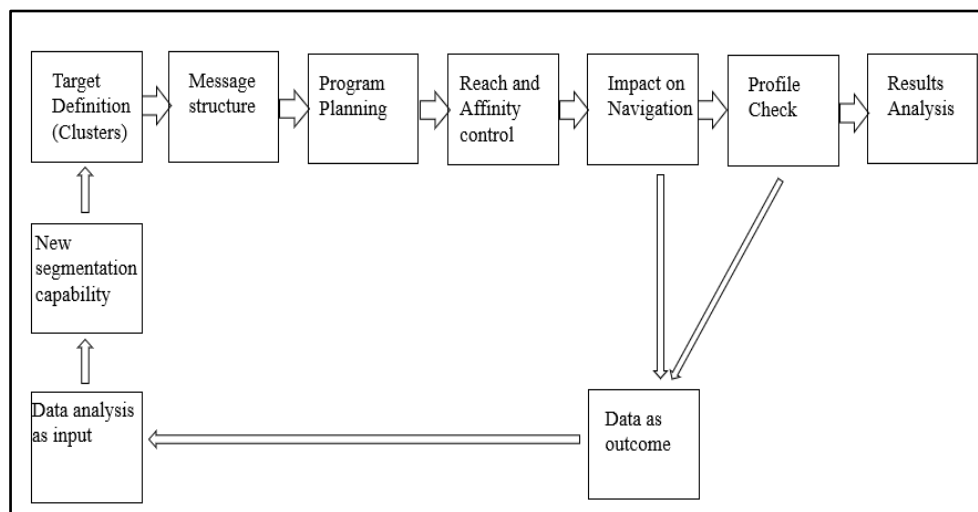 Target
Definition
(Clusters)
Message
structure
Program
Planning
Reach and
Affinity
control
Impact on
Navigation
Profile
Check
Results
Analysis
New
segmentation
capability
Data analysis
as input
Data as
outcome